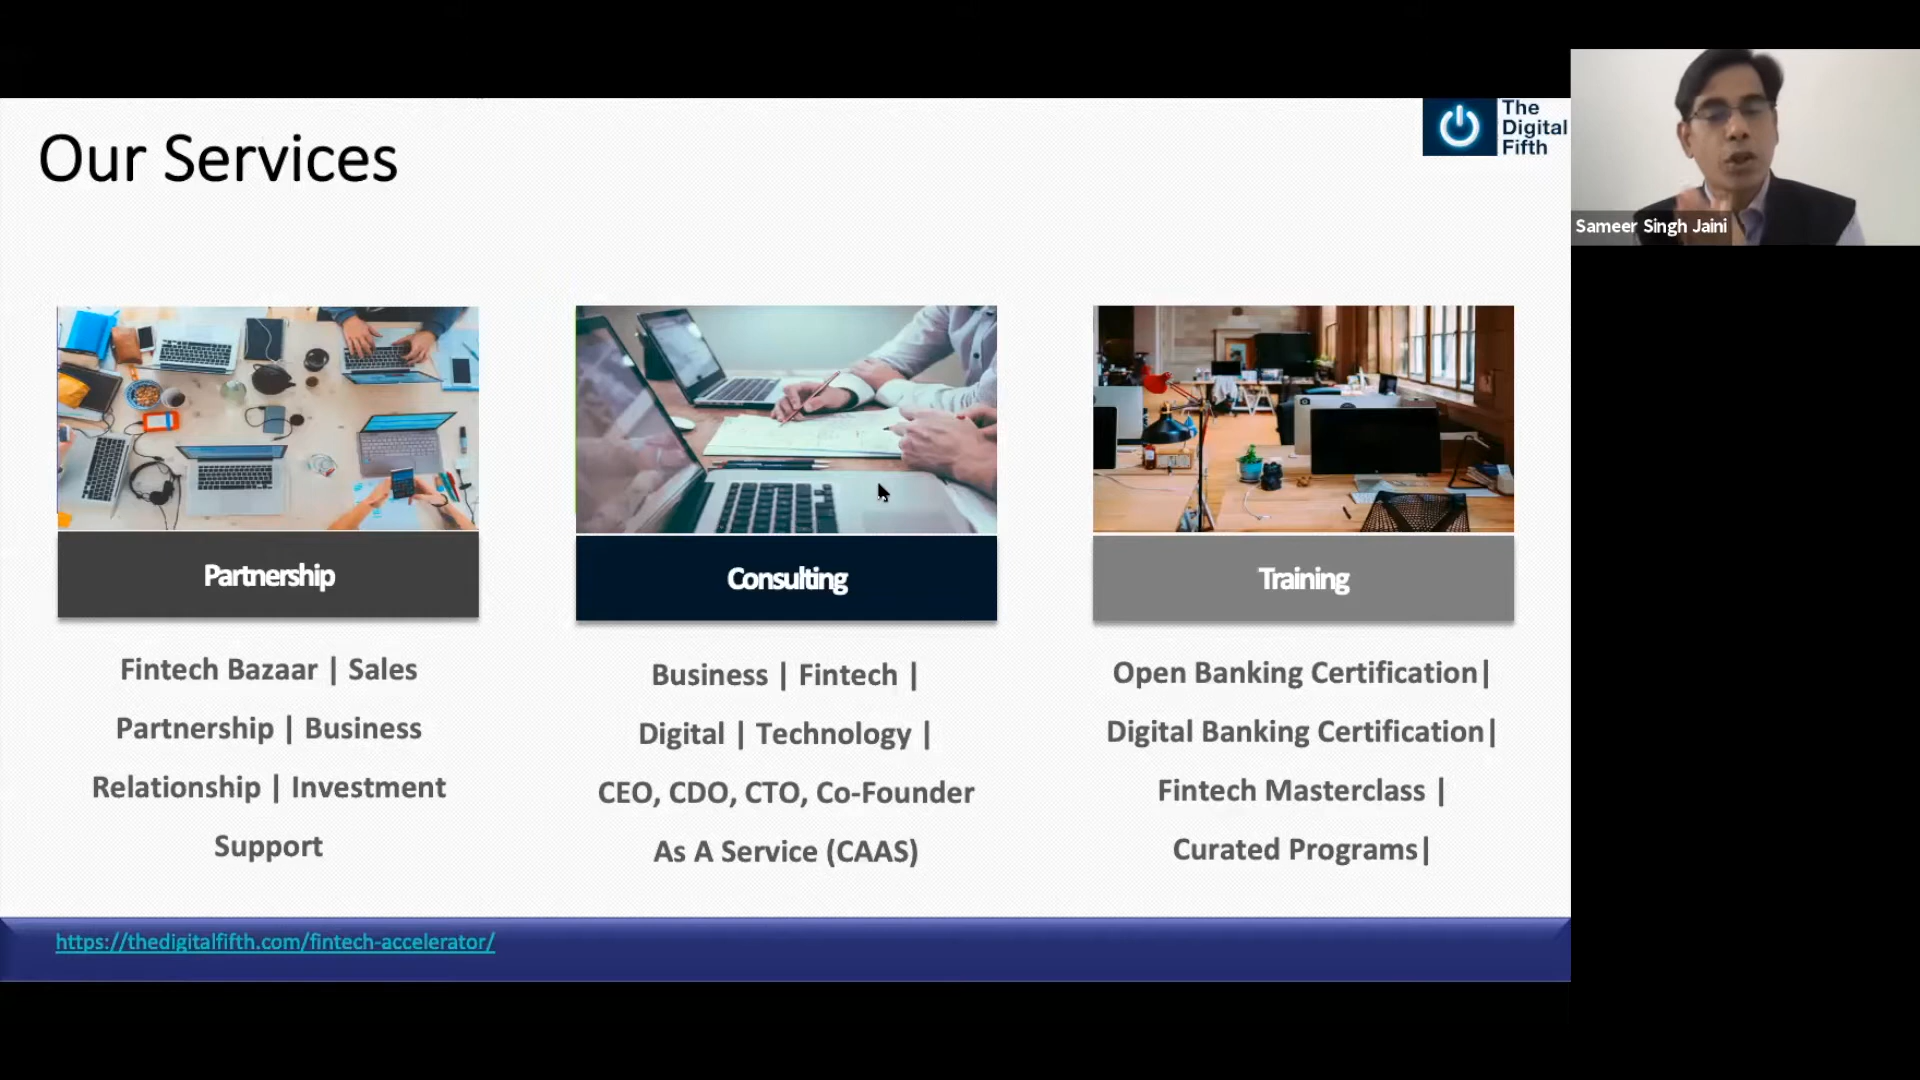 Our Services
The
Digital
Fifth
Sameer Singh Jaini
Partnership
Fintech Bazaar | Sales
Partnership | Business
Relationship | Investment
Support
Consulting
Business | Fintech |
Digital | Technology |
CEO, CDO, CTO, Co-Founder
As A Service (CAAS)
Training
Open Banking Certification|
Digital Banking Certification|
Fintech Masterclass |
Curated Programs|
https://thedigitalfifth.com/fintech-accelerator/